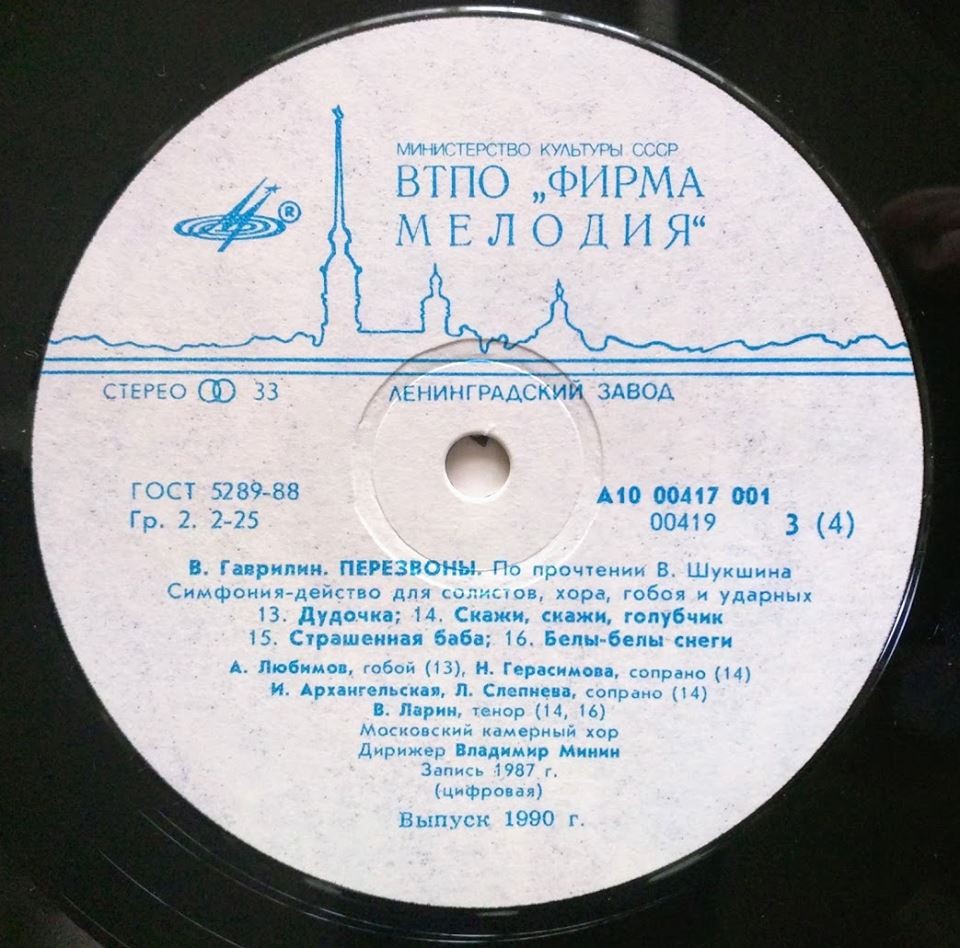 МИНИСТЕРСТВО КУЛЬТУРЫ СССР
ВТПО „ФИРМА
МЕЛОДИЯ“
®
СТЕРЕО 33 ЛЕНИНГРАДСКИЙ ЗАВОД
ГОСТ 5289-88 А10 00417 001
Гр. 2. 2-25 00419 3 (4)
В. Гаврилин. ПЕРЕЗВОНЫ. По прочтении В. Шукшина
Симфония-действо для солистов, хора, гобоя и ударных
13. Дудочка; 14. Скажи, скажи, голубчик
15. Страшенная баба; 16. Белы-белы снеги
А. Любимов, гобой (13), Н. Герасимова, сопрано (14)
И. Архангельская, Л. Слепнева, сопрано (14)
В. Ларин, тенор (14, 16)
Московский камерный хор
Дирижер Владимир Минин
Запись 1987 г.
(цифровая)
Выпуск 1990 г.